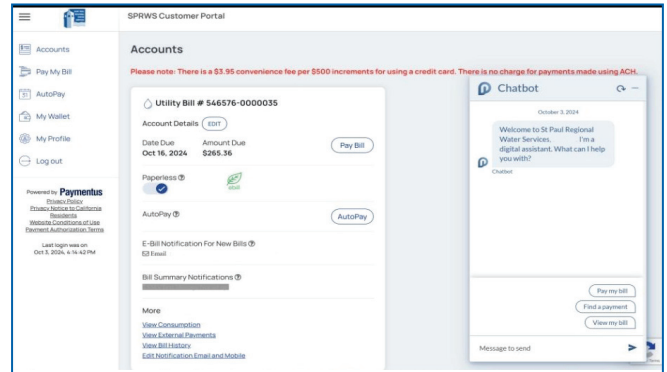 SPRWS Customer Portal
Accounts
Pay My Bill
AutoPay
My Wallet
My Profile
Log out
Powered by Paymentus
Privacy Policy
Privacy Notice to California
Residents
Website Conditions of Use
Payment Authorization Terms
Last login was on
Oct 3, 2024, 4:14:42 PM
Accounts
Please note: There is a $3.95 convenience fee per $500 increments for using a credit card. There is no charge for payments made using ACH.
Utility Bill # 546576-0000035
Account Details EDIT
Date Due Amount Due
Oct 16, 2024 $265.36
Pay Bill
Paperless
AutoPay
AutoPay
E-Bill Notification For New Bills
Email
Bill Summary Notifications
More
View Consumption
View External Payments
View Bill History
Edit Notification Email and Mobile
Chatbot
October 3, 2024
Welcome to St Paul Regional
Water Services. I'm a
digital assistant. What can I help
you with?
Chatbot
Pay my bill
Find a payment
View my bill
Message to send